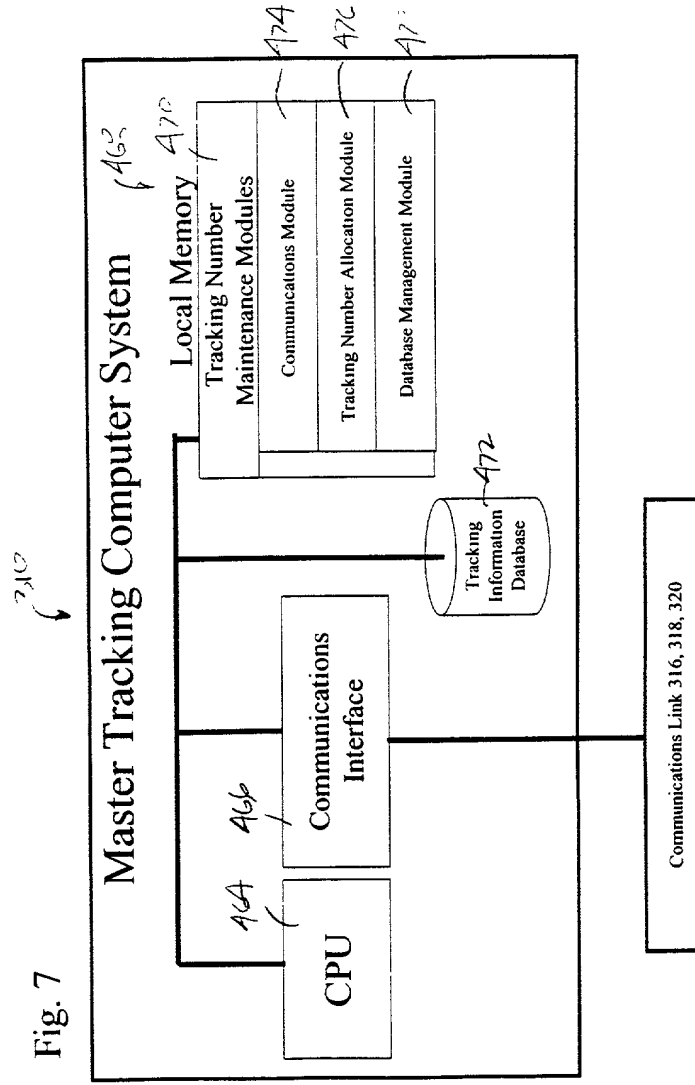 Fig. 7
310
Master Tracking Computer System
CPU
464
Communications
Interface
466
Tracking
Information
Database
472
Local Memory
470
Tracking Number
Maintenance Modules
Communications Module
474
Tracking Number Allocation Module
476
Database Management Module
Communications Link 316, 318, 320